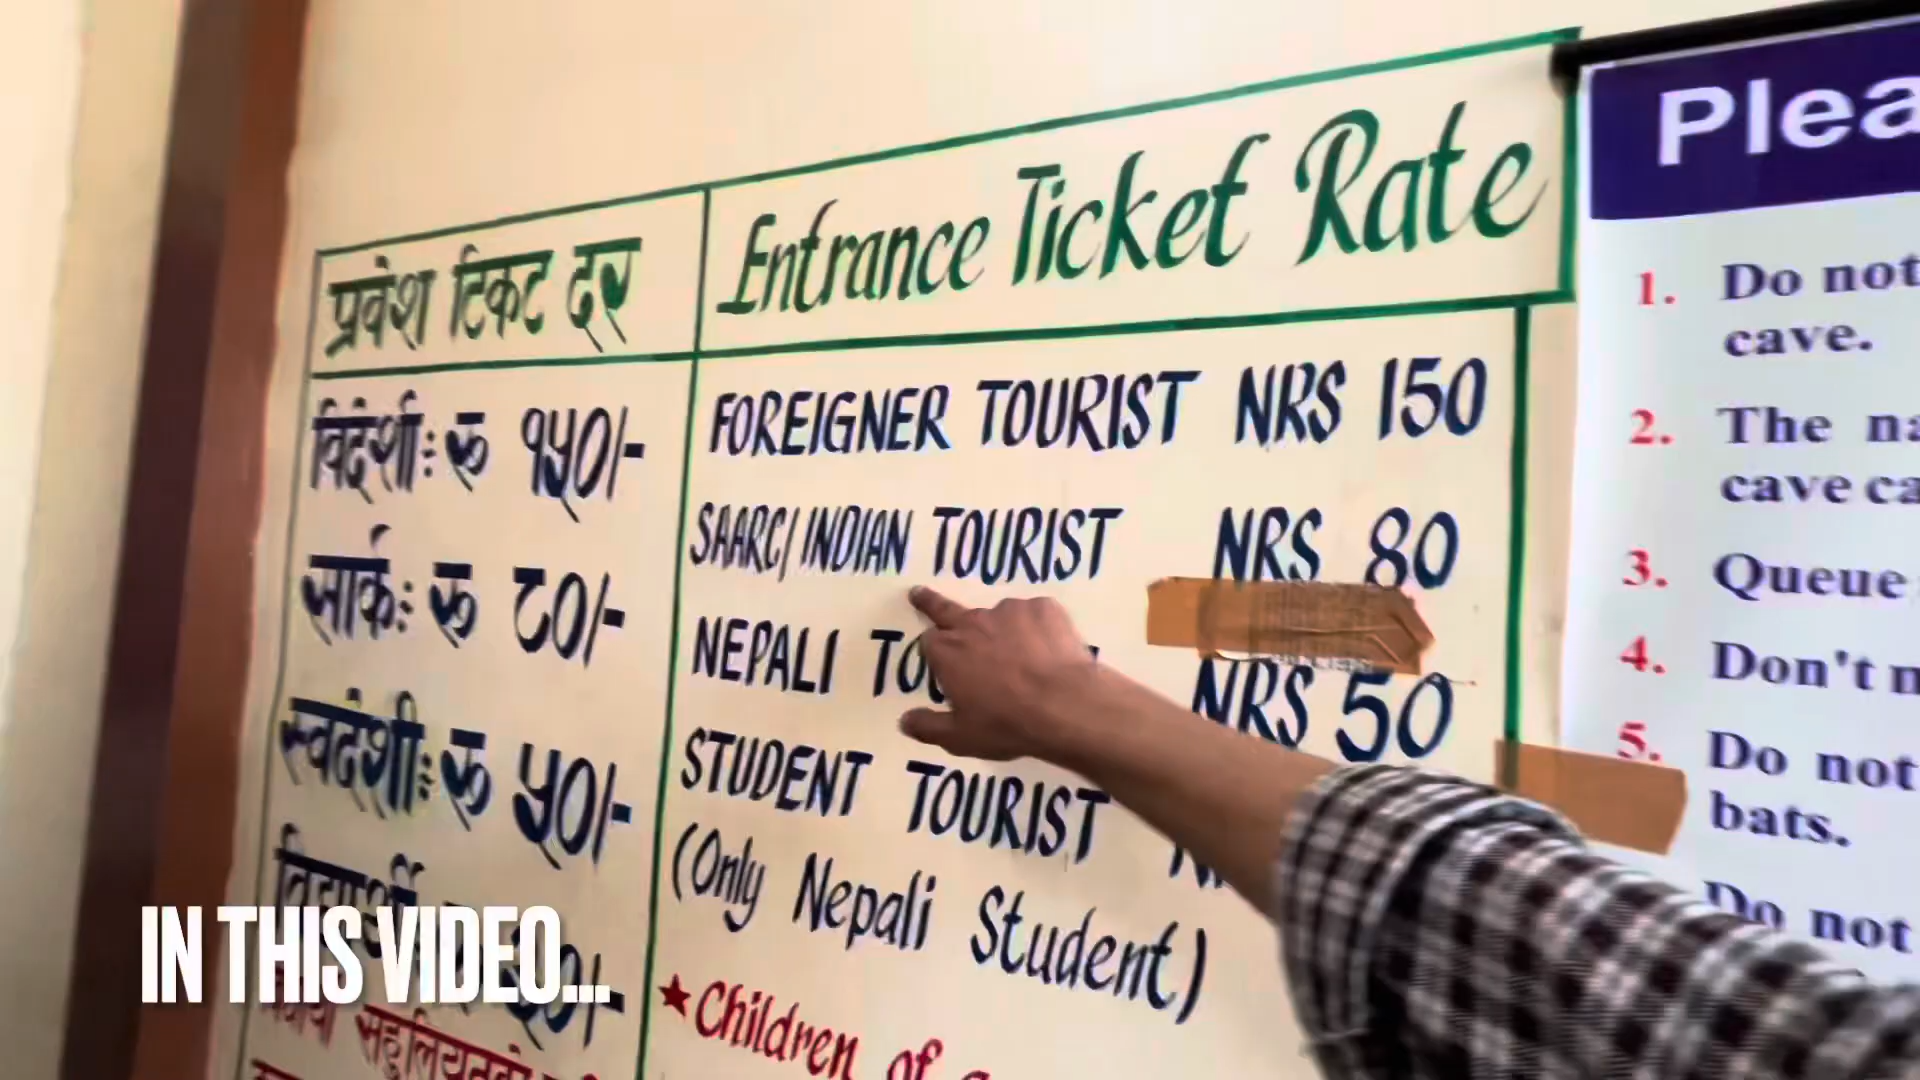 प्रवेश टिकट दर
विदेशी: रू १५०/-
सार्क: रू ८०/-
स्वदेशी: रू ५०/-
विद्यार्थी
३०/-
Entrance Ticket Rate
FOREIGNER TOURIST NRS 150
SAARC/INDIAN TOURIST NRS 80
NEPALI NRS 50
STUDENT TOURIST
(Only Nepali Student)
★Children of
1. Do not
cave.
2. The
cave
3. Queue
4. Don't
5. Do not
bats.
Do not
IN THIS VIDEO...